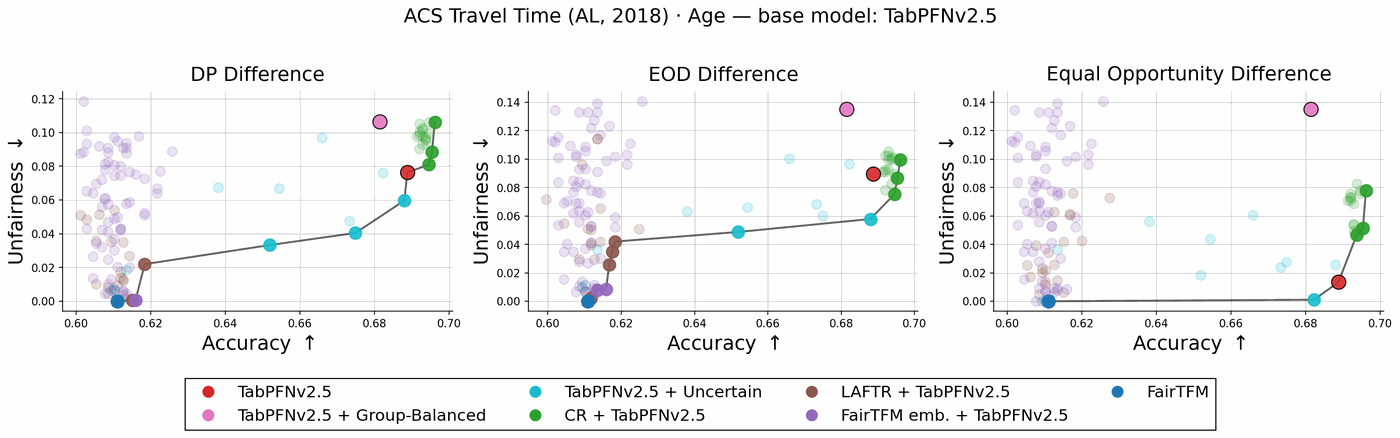 ACS Travel Time (AL, 2018) · Age — base model: TabPFNv2.5
DP Difference
Unfairness ↓
0.12
0.10
0.08
0.06
0.04
0.02
0.00
0.60 0.62 0.64 0.66 0.68 0.70
Accuracy ↑
EOD Difference
Unfairness ↓
0.14
0.12
0.10
0.08
0.06
0.04
0.02
0.00
0.60 0.62 0.64 0.66 0.68 0.70
Accuracy ↑
Equal Opportunity Difference
Unfairness ↓
0.14
0.12
0.10
0.08
0.06
0.04
0.02
0.00
0.60 0.62 0.64 0.66 0.68 0.70
Accuracy ↑
TabPFNv2.5
TabPFNv2.5 + Group-Balanced
TabPFNv2.5 + Uncertain
CR + TabPFNv2.5
LAFTR + TabPFNv2.5
FairTFM emb. + TabPFNv2.5
FairTFM